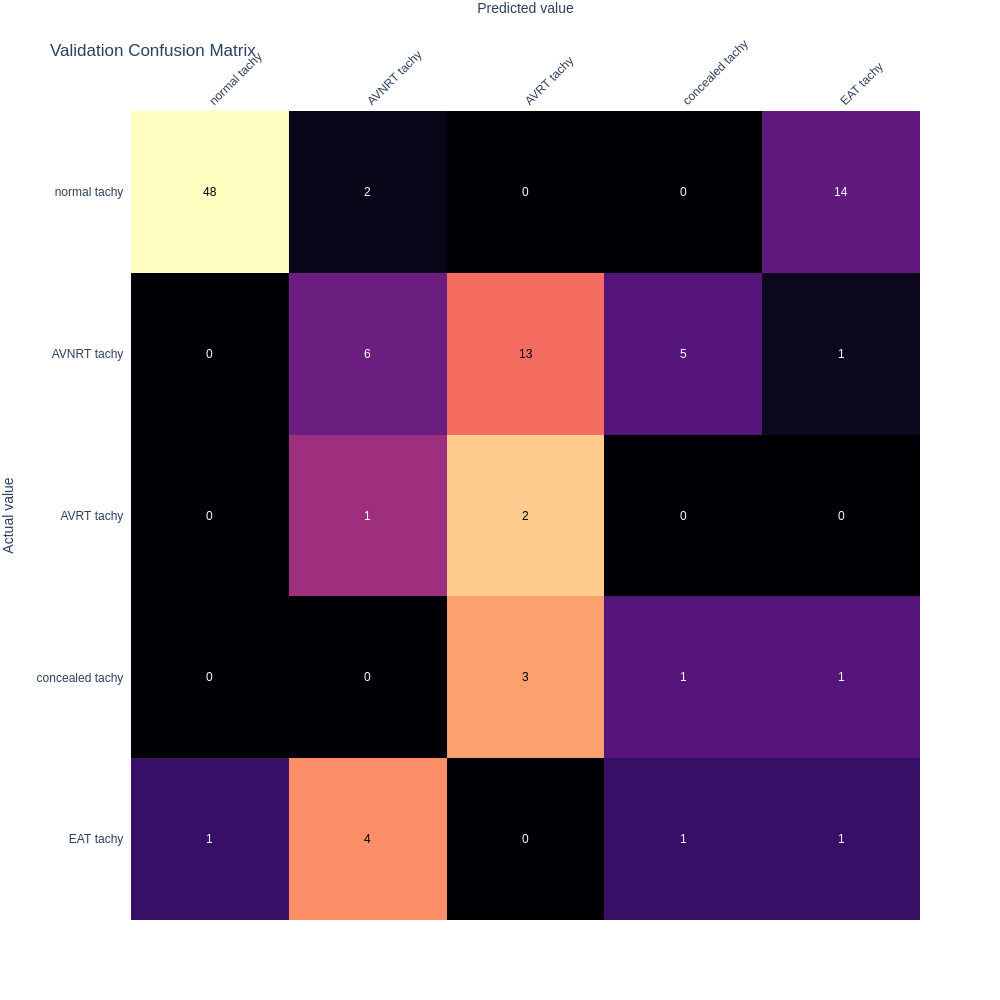 Predicted value
Validation Confusion Matrix
normal tachy
AVNRT tachy
AVRT tachy
concealed tachy
EAT tachy
normal tachy 48 2 0 0 14
AVNRT tachy 0 6 13 5 1
Actual value
AVRT tachy 0 1 2 0 0
concealed tachy 0 0 3 1 1
EAT tachy 1 4 0 1 1